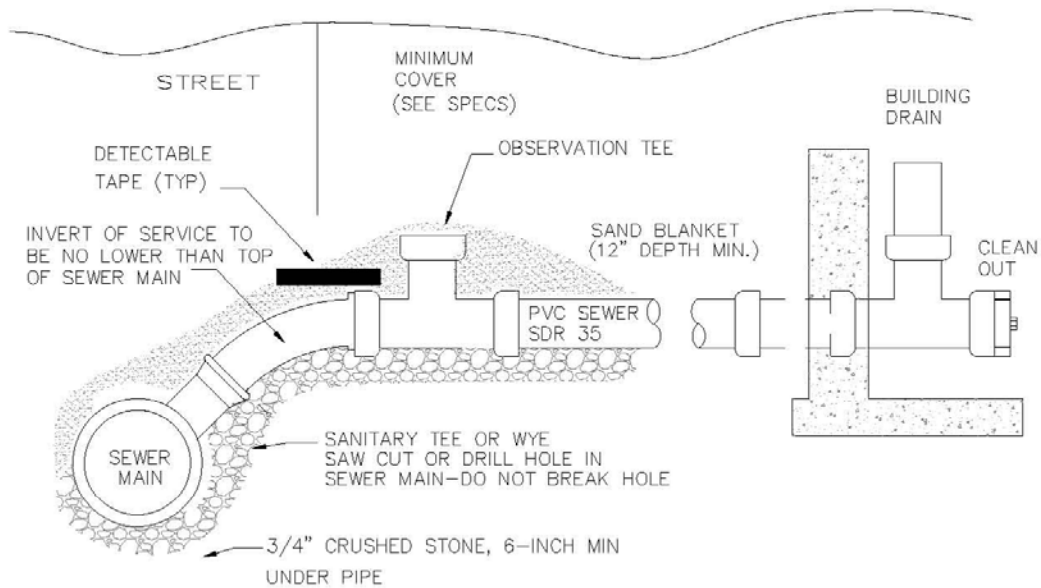 STREET
MINIMUM
COVER
(SEE SPECS)
BUILDING
DRAIN
DETECTABLE
TAPE (TYP)
OBSERVATION TEE
INVERT OF SERVICE TO
BE NO LOWER THAN TOP
OF SEWER MAIN
SAND BLANKET
(12" DEPTH MIN.)
CLEAN
OUT
PVC SEWER
SDR 35
SEWER
MAIN
SANITARY TEE OR WYE
SAW CUT OR DRILL HOLE IN
SEWER MAIN-DO NOT BREAK HOLE
3/4" CRUSHED STONE, 6-INCH MIN
UNDER PIPE